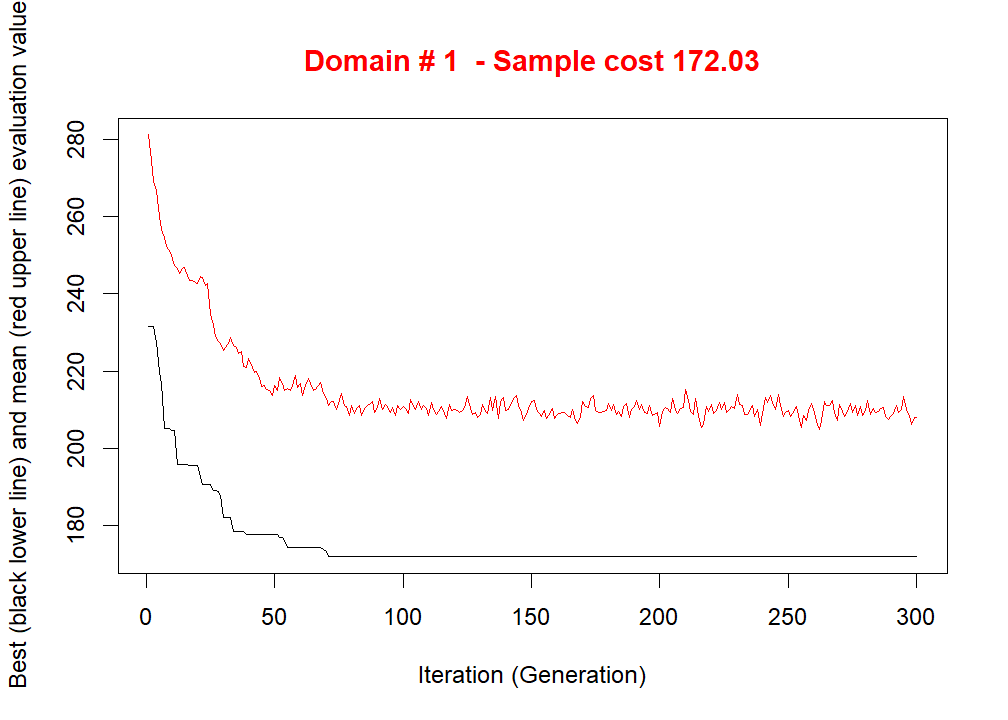 Domain # 1  - Sample cost 172.03
Best (black lower line) and mean (red upper line) evaluation value
280
260
240
220
200
180
0 50 100 150 200 250 300
Iteration (Generation)